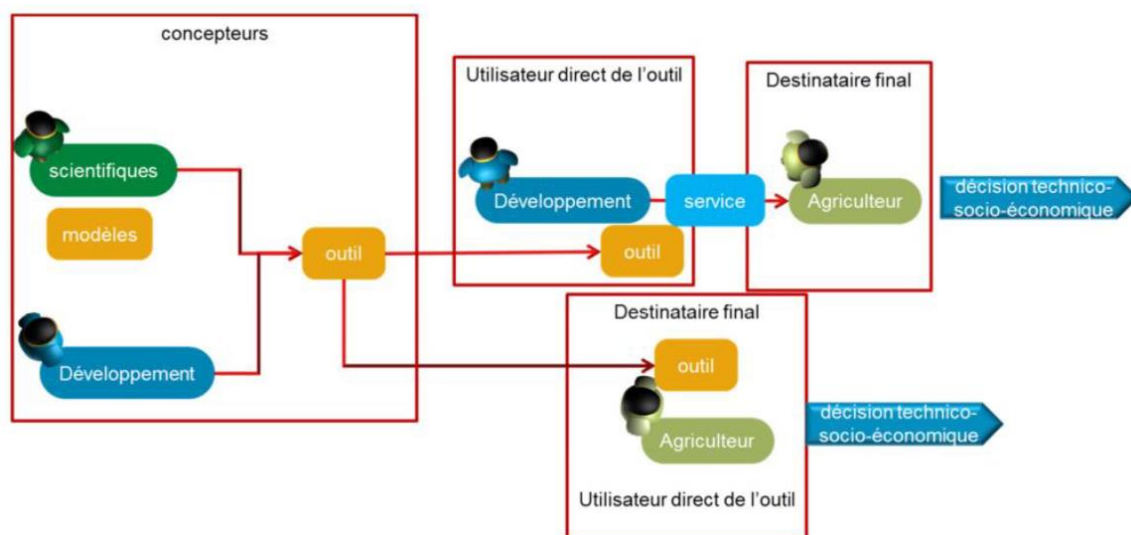 concepteurs
scientifiques
modèles
Développement
outil
Utilisateur direct de l'outil
Développement
outil
service
Destinataire final
Agriculteur
décision technico-
socio-économique
Destinataire final
outil
Agriculteur
Utilisateur direct de l'outil
décision technico-
socio-économique